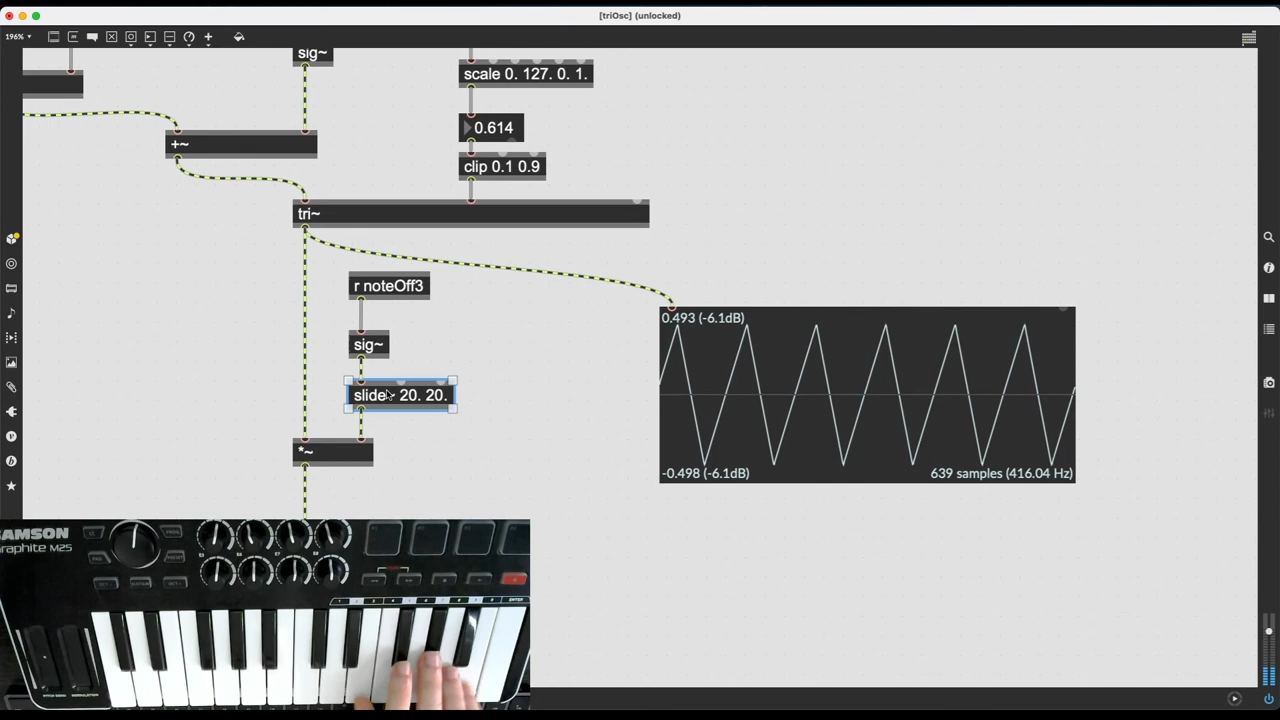 [triOsc] (unlocked)
196%
sig~
scale 0. 127. 0. 1.
0.614
+~
clip 0.1 0.9
tri~
r noteOff3
0.493 (-6.1dB)
sig~
slide~ 20. 20.
*~
-0.498 (-6.1dB)
639 samples (416.04 Hz)
SAMSON
Graphite M25